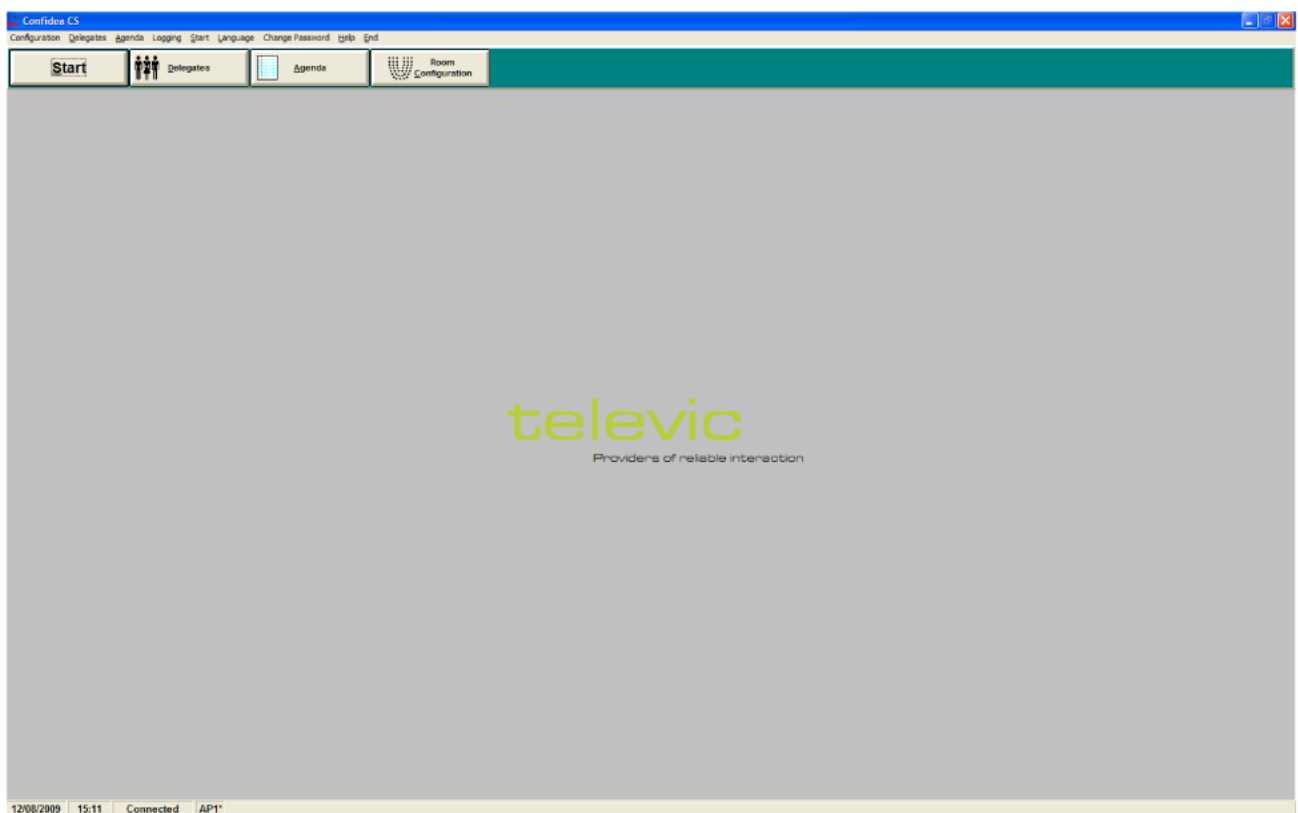 Confidea CS
Configuration Delegates Agenda Logging Start Language Change Password Help End
Start Delegates Agenda Room Configuration
televic
Providers of reliable interaction
12/08/2009 15:11 Connected AP1*